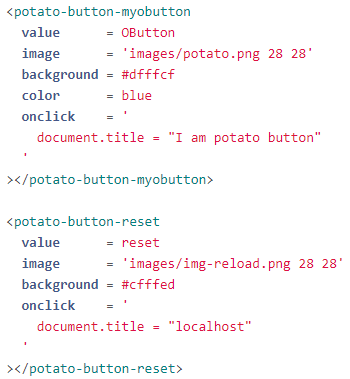 <potato-button-myobutton
value = OButton
image = 'images/potato.png 28 28'
background = #dfffcf
color = blue
onclick = '
document.title = "I am potato button"
'
></potato-button-myobutton>
<potato-button-reset
value = reset
image = 'images/img-reload.png 28 28'
background = #cfffed
onclick = '
document.title = "localhost"
'
></potato-button-reset>